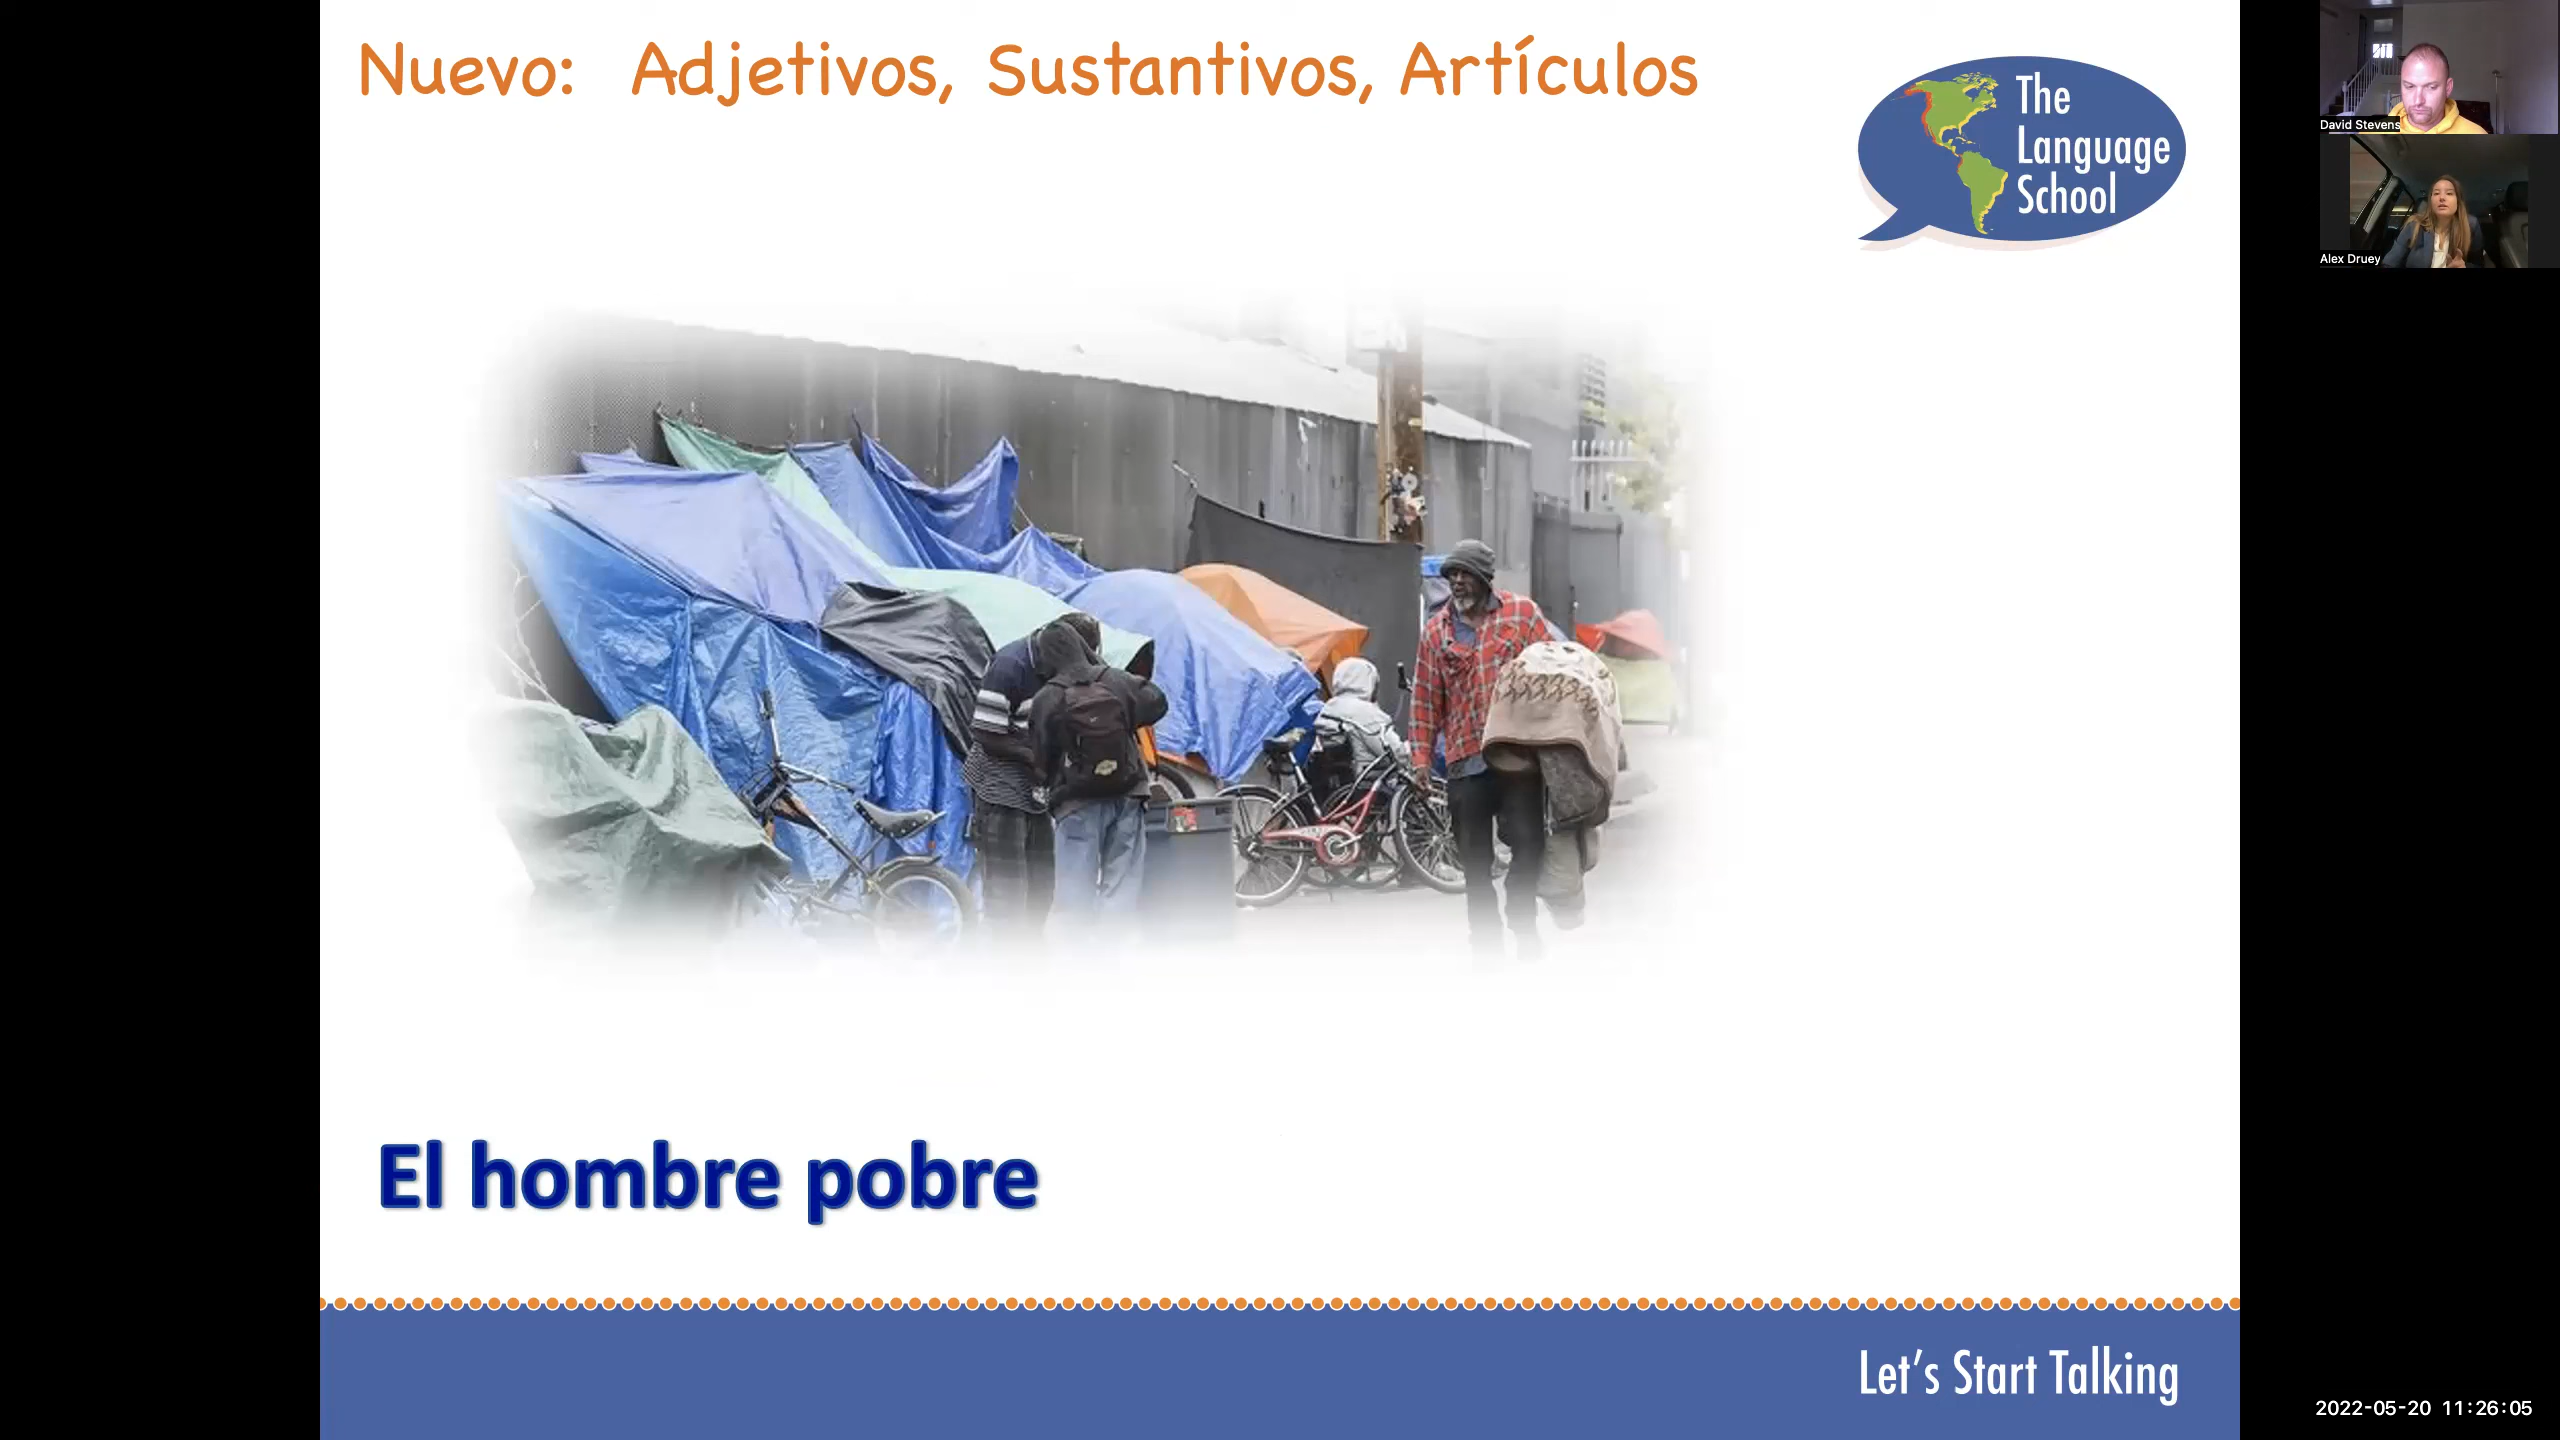 Nuevo: Adjetivos, Sustantivos, Artículos
The
Language
School
David Stevens
Alex Druey
El hombre pobre
Let's Start Talking
2022-05-20 11:26:05